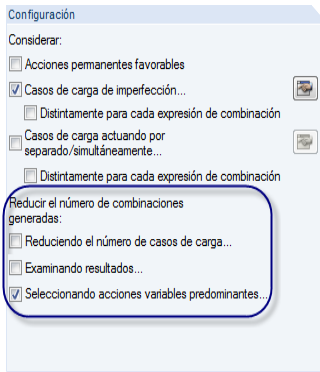 Configuración
Considerar:
Acciones permanentes favorables
Casos de carga de imperfección...
Distintamente para cada expresión de combinación
Casos de carga actuando por
separado/simultáneamente...
Distintamente para cada expresión de combinación
Reducir el número de combinaciones
generadas:
Reduciendo el número de casos de carga...
Examinando resultados...
Seleccionando acciones variables predominantes...